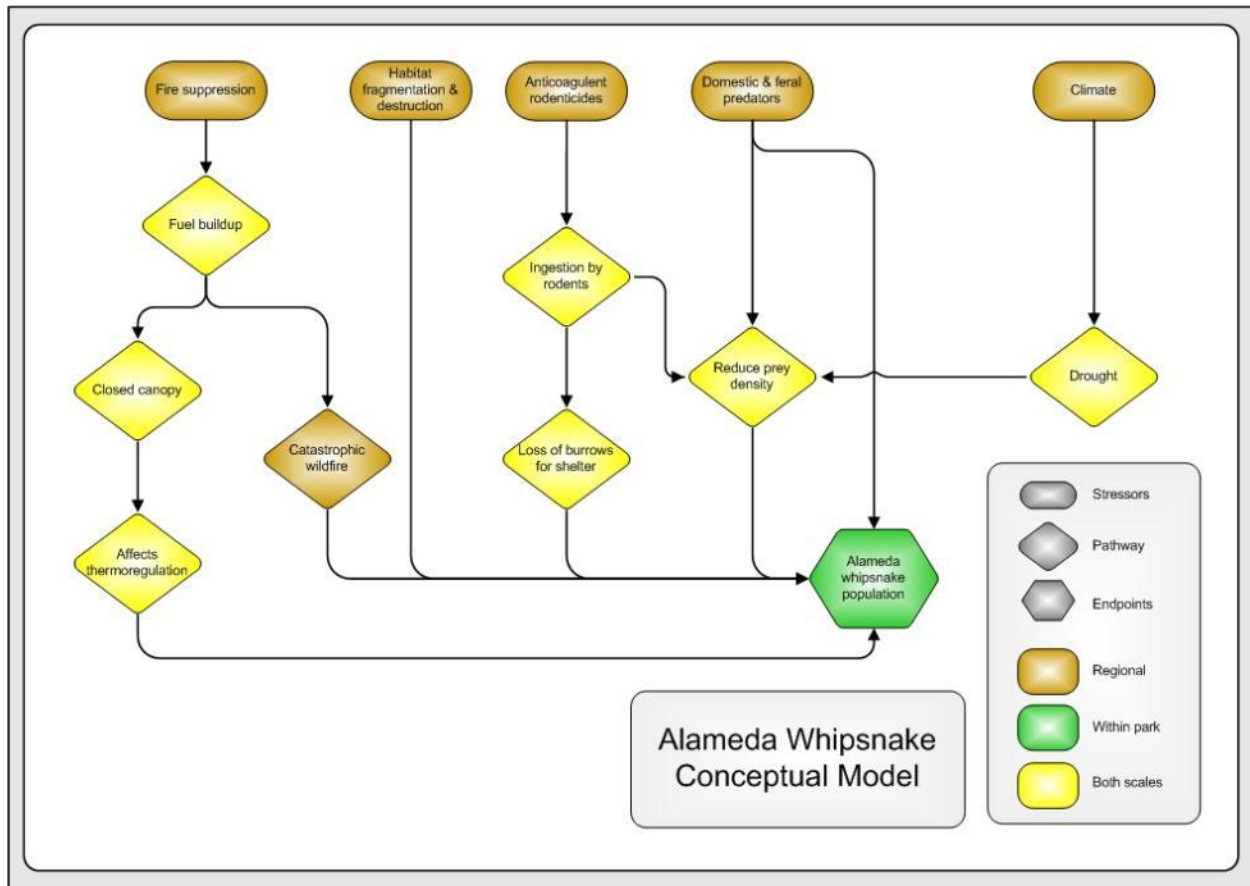 Fire suppression
Habitat
fragmentation &
destruction
Anticoagulent
rodenticides
Domestic & feral
predators
Climate
Fuel buildup
Ingestion by
rodents
Closed canopy
Reduce prey
density
Drought
Catastrophic
wildfire
Loss of burrows
for shelter
Affects
thermoregulation
Alameda
whipsnake
population
Stressors
Pathway
Endpoints
Regional
Within park
Both scales
Alameda Whipsnake
Conceptual Model